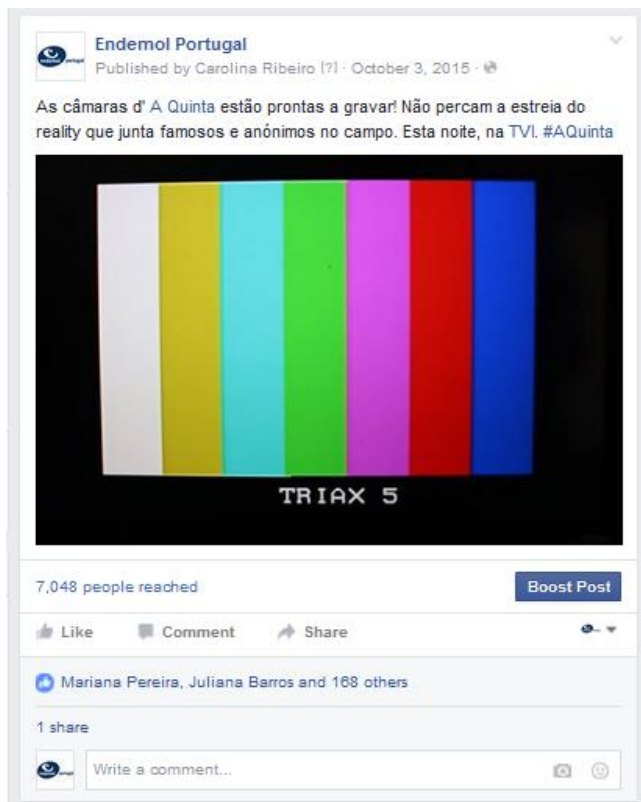 Endemol Portugal
Published by Carolina Ribeiro [?] · October 3, 2015 ·
As câmaras d' A Quinta estão prontas a gravar! Não percam a estreia do
reality que junta famosos e anónimos no campo. Esta noite, na TVI. #AQuinta
TRIAX 5
7,048 people reached
Boost Post
Like Comment Share
Mariana Pereira, Juliana Barros and 168 others
1 share
Write a comment...